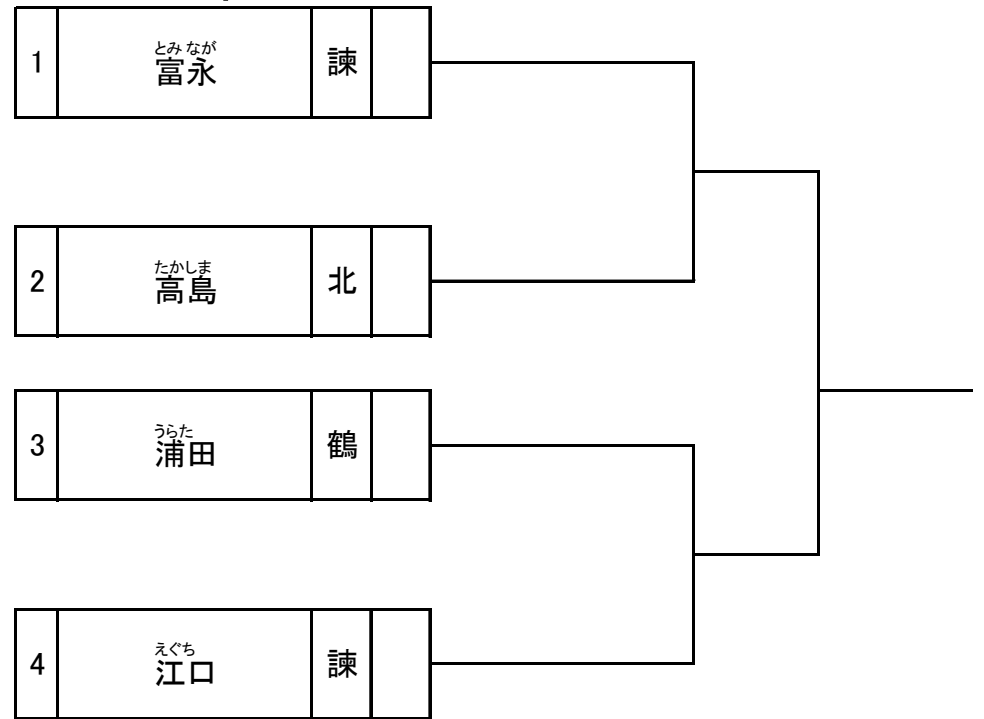 1 とみ なが 富永 諫
2 たかしま 高島 北
3 うらた 浦田 鶴
4 えぐち 江口 諫